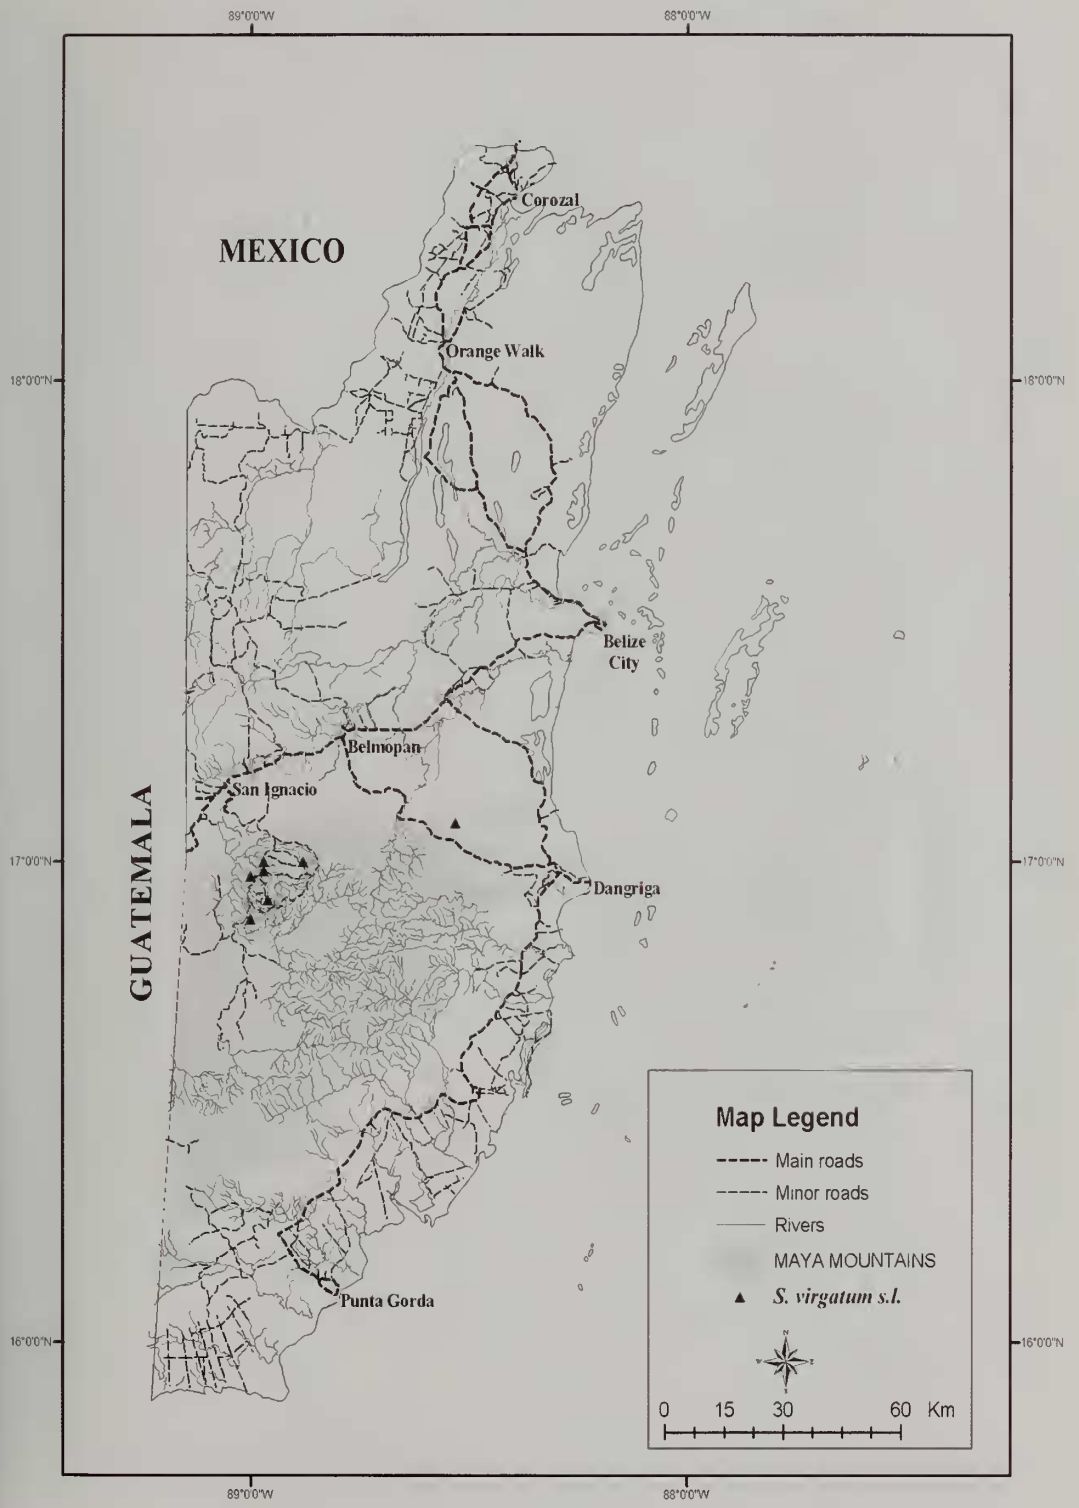 89°0'0"W
88°0'0"W
Corozal
MEXICO
Orange Walk
18°0'0"N
18°0'0"N
Belize
City
Belmopan
San Ignacio
GUATEMALA
17°0'0"N
17°0'0"N
Dangriga
Map Legend
Main roads
Minor roads
Rivers
MAYA MOUNTAINS
S. virgatum s.l.
Punta Gorda
16°0'0"N
16°0'0"N
N
0 15 30 60 Km
89°0'0"W
88°0'0"W